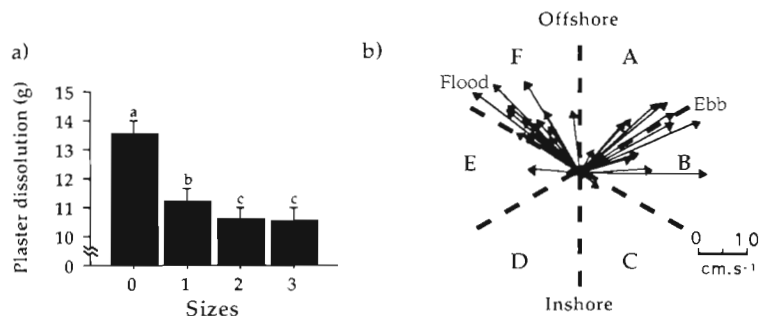 a)
Plaster dissolution (g)
15
14
13
12
11
10
0
a
b
c
c
0 1 2 3
Sizes
b)
Offshore
F A
Flood Ebb
E B
D C
Inshore
0 10
cm.s⁻¹